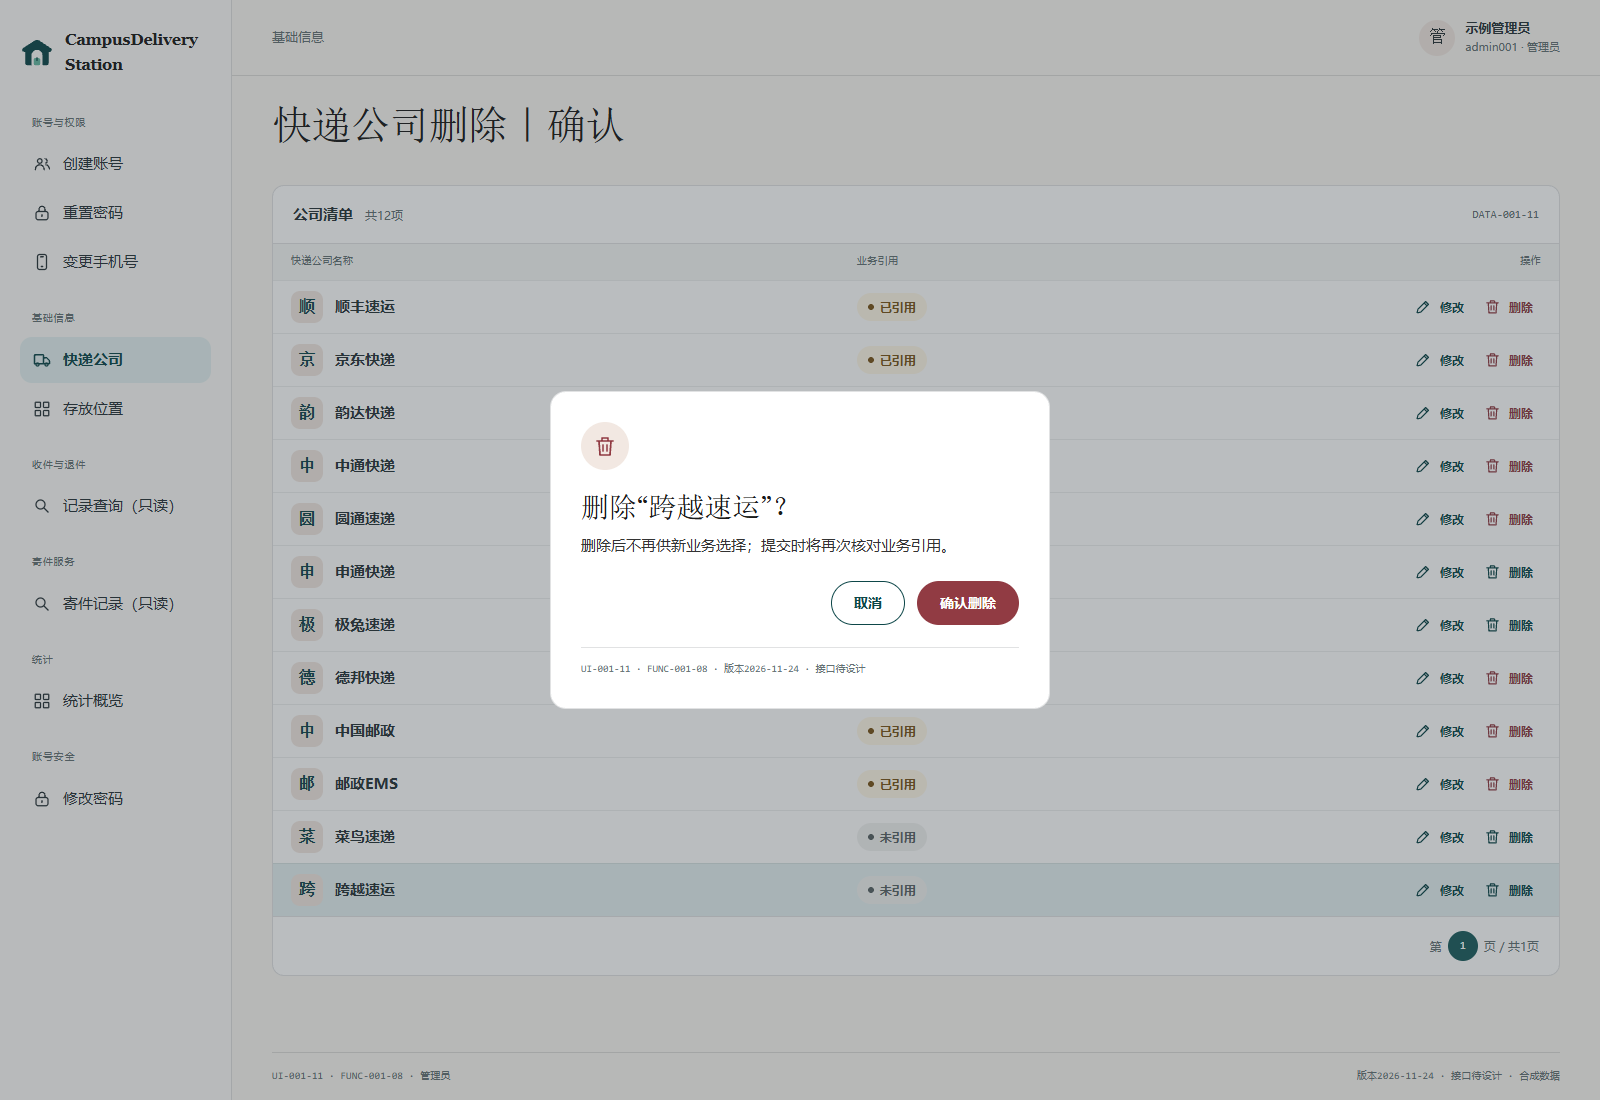 CampusDelivery
Station
账号与权限
创建账号
重置密码
变更手机号
基础信息
快递公司
存放位置
收件与退件
记录查询（只读）
寄件服务
寄件记录（只读）
统计
统计概览
账号安全
修改密码
基础信息
管
示例管理员
admin001 · 管理员
快递公司删除丨确认
公司清单 共12项
DATA-001-11
快递公司名称 业务引用 操作
顺 顺丰速运 已引用 修改 删除
京 京东快递 已引用 修改 删除
韵 韵达快递 修改 删除
中 中通快递 修改 删除
圆 圆通速递 修改 删除
申 申通快递 修改 删除
极 极兔速递 修改 删除
德 德邦快递 修改 删除
中 中国邮政 已引用 修改 删除
邮 邮政EMS 已引用 修改 删除
菜 菜鸟速递 未引用 修改 删除
跨 跨越速运 未引用 修改 删除
第 1 页 / 共1页
删除“跨越速运”？
删除后不再供新业务选择；提交时将再次核对业务引用。
取消 确认删除
UI-001-11 · FUNC-001-08 · 版本2026-11-24 · 接口待设计
UI-001-11 · FUNC-001-08 · 管理员
版本2026-11-24 · 接口待设计 · 合成数据